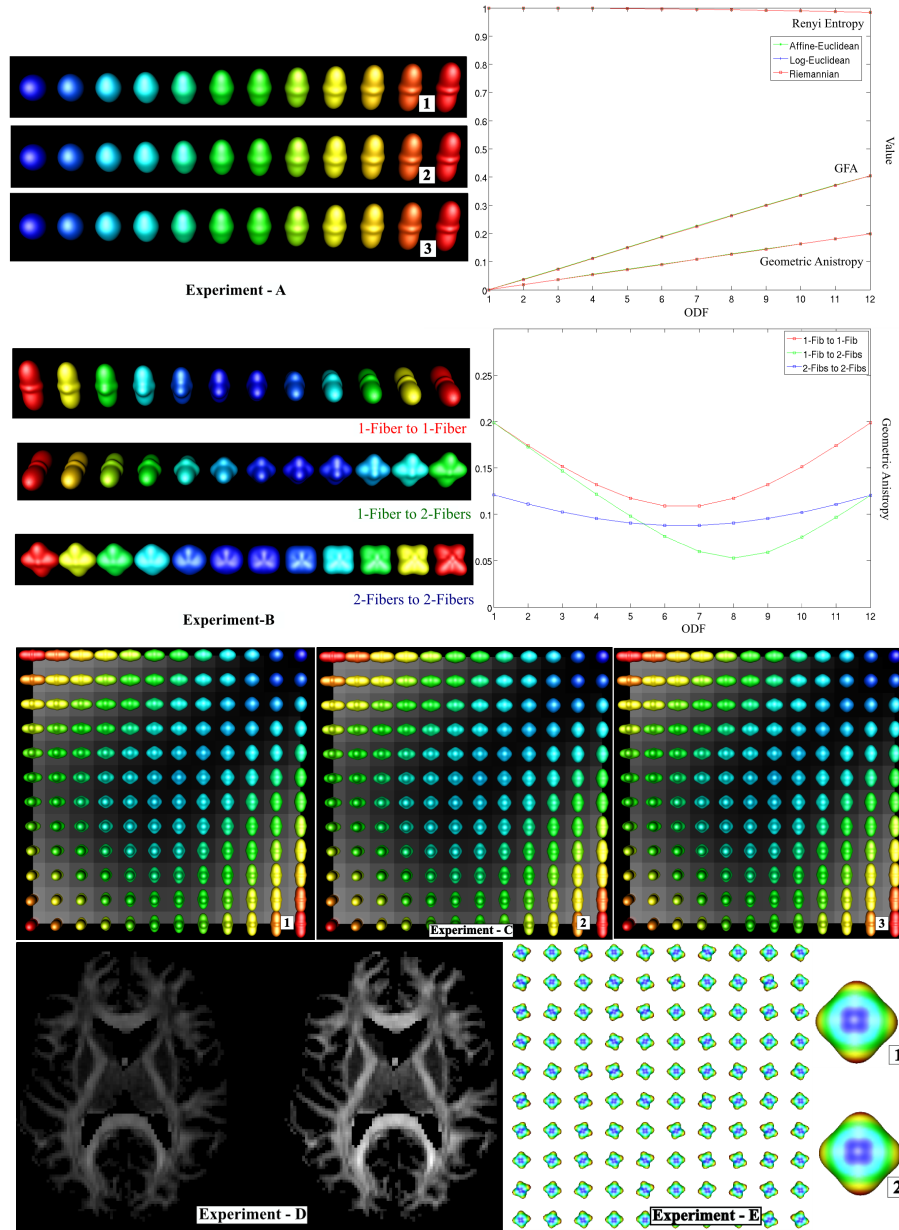 1
2
3
Experiment - A
1
0.9
0.8
0.7
0.6
0.5
0.4
0.3
0.2
0.1
0
1 2 3 4 5 6 7 8 9 10 11 12
ODF
Value
Renyi Entropy
Affine-Euclidean
Log-Euclidean
Riemannian
GFA
Geometric Anistropy
1-Fiber to 1-Fiber
1-Fiber to 2-Fibers
2-Fibers to 2-Fibers
Experiment-B
0.25
0.2
0.15
0.1
0.05
0
1 2 3 4 5 6 7 8 9 10 11 12
ODF
Geometric Anistropy
1-Fib to 1-Fib
1-Fib to 2-Fibs
2-Fibs to 2-Fibs
1
2
3
Experiment - C
Experiment - D
Experiment - E
1
2